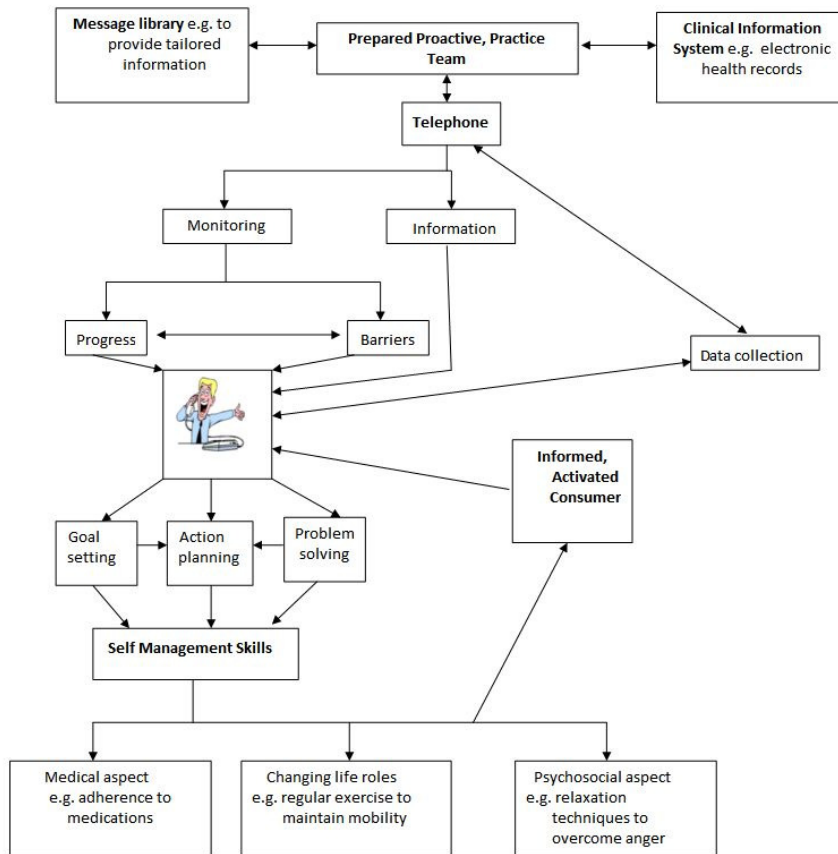 Message library e.g. to
provide tailored
information
Prepared Proactive, Practice
Team
Clinical Information
System e.g. electronic
health records
Telephone
Monitoring
Information
Progress
Barriers
Data collection
Informed,
Activated
Consumer
Goal
setting
Action
planning
Problem
solving
Self Management Skills
Medical aspect
e.g. adherence to
medications
Changing life roles
e.g. regular exercise to
maintain mobility
Psychosocial aspect
e.g. relaxation
techniques to
overcome anger